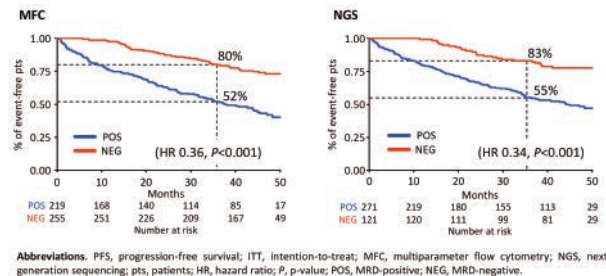 MFC
% of event-free pts
1.00
0.75
0.50
0.25
0.00
80%
52%
POS
NEG
(HR 0.36, P<0.001)
0 10 20 30 40 50
Months
POS 219 168 140 114 85 17
NEG 255 251 226 209 167 49
Number at risk
NGS
% of event-free pts
1.00
0.75
0.50
0.25
0.00
83%
55%
POS
NEG
(HR 0.34, P<0.001)
0 10 20 30 40 50
Months
POS 271 219 180 155 113 29
NEG 121 120 111 99 81 29
Number at risk
Abbreviations. PFS, progression-free survival; ITT, intention-to-treat; MFC, multiparameter flow cytometry; NGS, next
generation sequencing; pts, patients; HR, hazard ratio; P, p-value; POS, MRD-positive; NEG, MRD-negative.